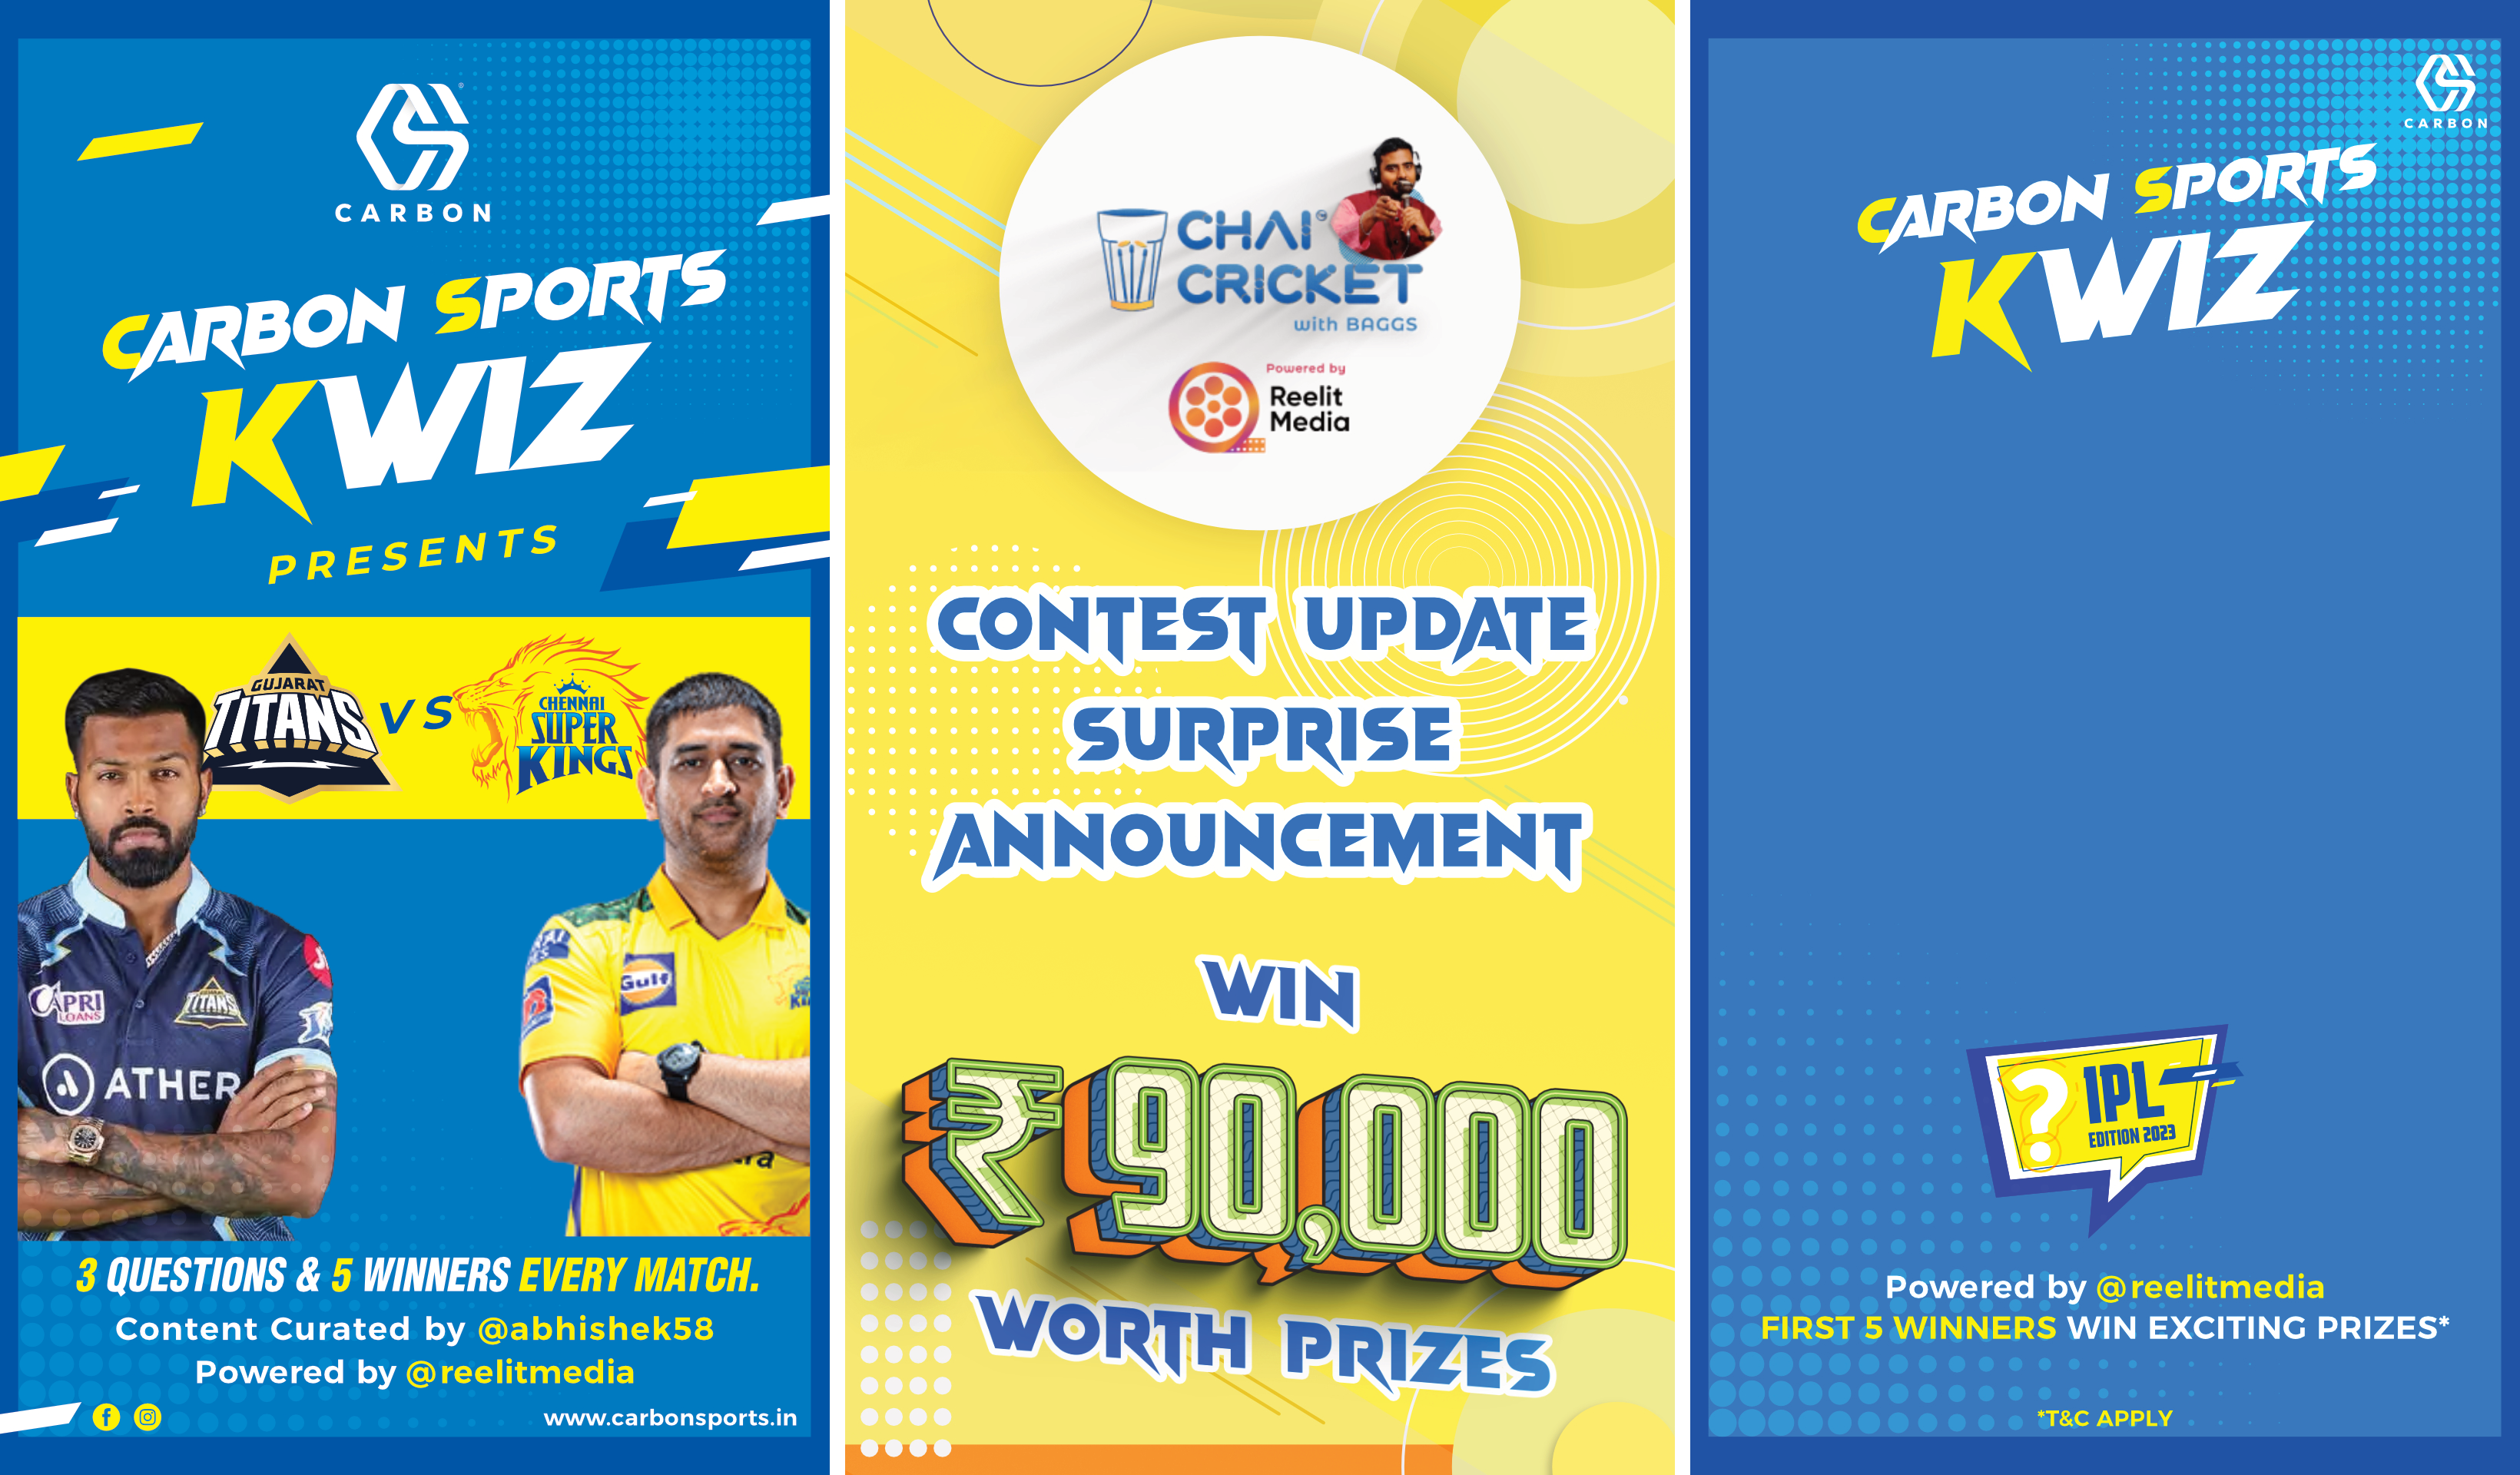 CARBON
CARBON SPORTS
KWIZ
PRESENTS
GUJARAT
TITANS
VS
CHENNAI
SUPER
KINGS
APRI
LOANS
TITANS
ATHER
Gulf
3 QUESTIONS & 5 WINNERS EVERY MATCH.
Content Curated by @abhishek58
Powered by @reelitmedia
www.carbonsports.in
CHAI
CRICKET
with BAGGS
Powered by
Reelit
Media
CONTEST UPDATE
SURPRISE
ANNOUNCEMENT
WIN
₹90,000
WORTH PRIZES
CARBON
CARBON SPORTS
KWIZ
? IPL
EDITION 2023
Powered by @reelitmedia
FIRST 5 WINNERS WIN EXCITING PRIZES*
*T&C APPLY